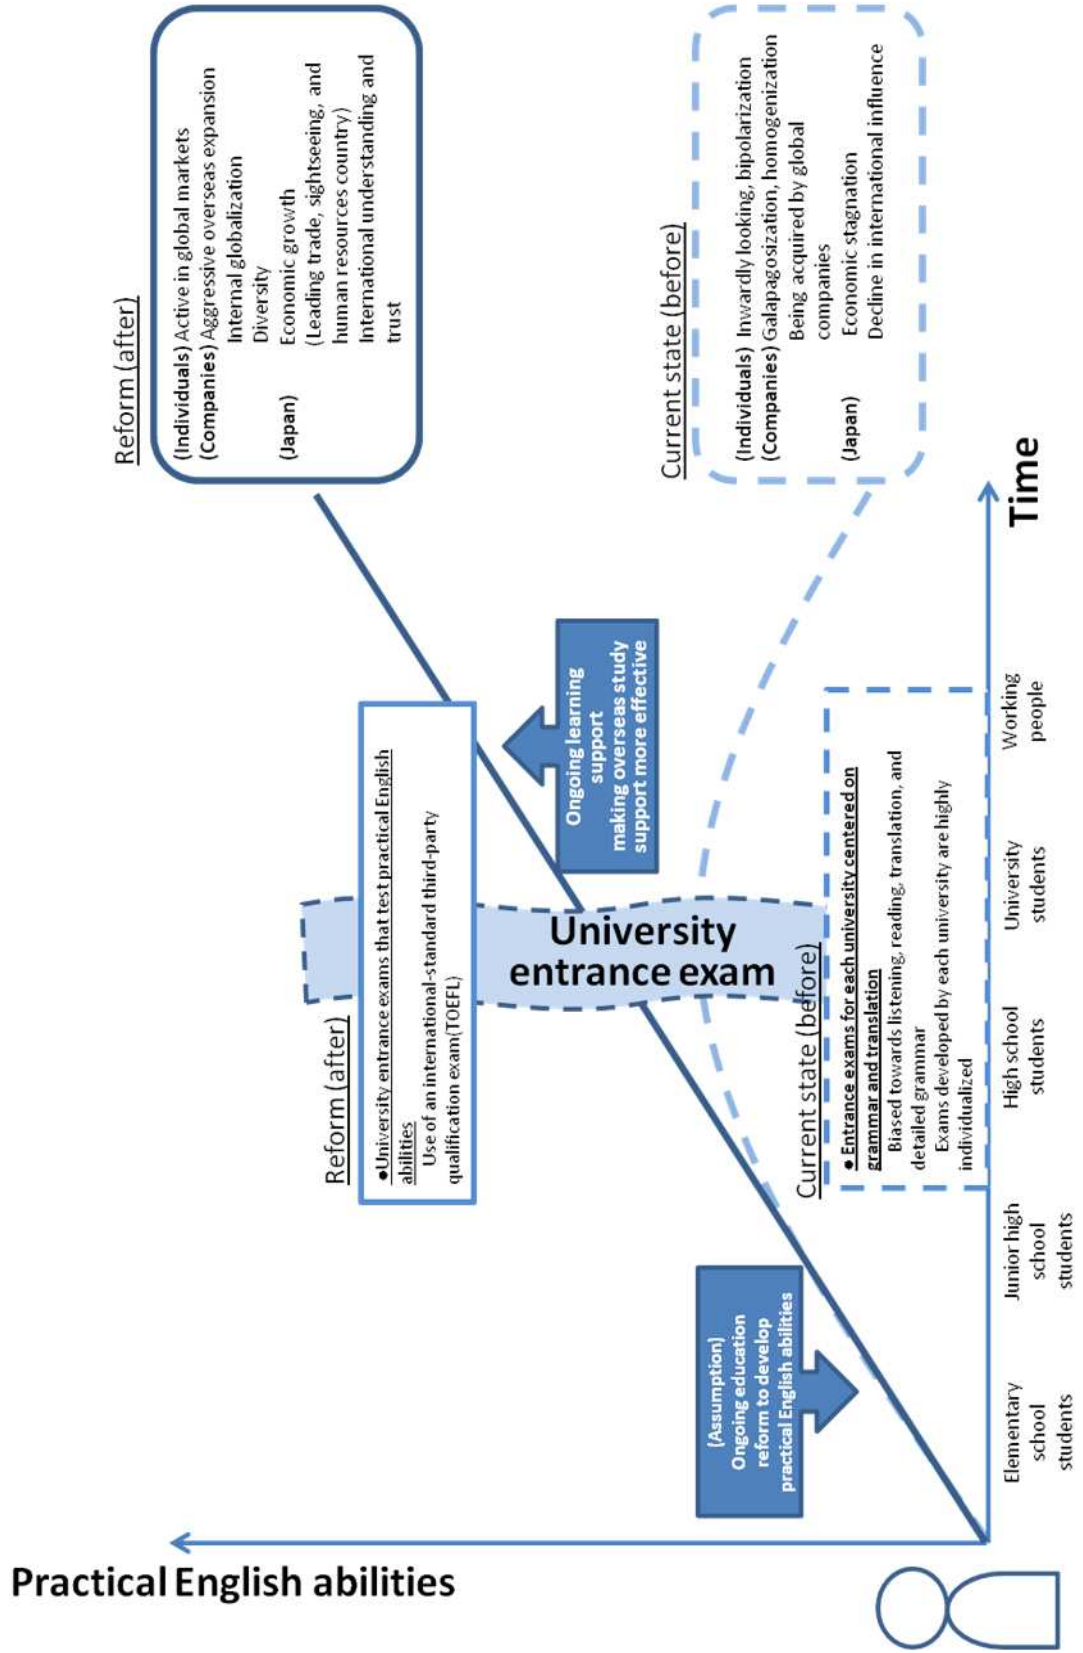 Practical English abilities
Reform (after)
(Individuals) Active in global markets
(Companies) Aggressive overseas expansion
Internal globalization
Diversity
(Japan) Economic growth
(Leading trade, sightseeing, and
human resources country)
International understanding and
trust
Reform (after)
●University entrance exams that test practical English
abilities
Use of an international-standard third-party
qualification exam(TOEFL)
University
entrance exam
Ongoing learning
support
making overseas study
support more effective
(Assumption)
Ongoing education
reform to develop
practical English abilities
Current state (before)
(Individuals) Inwardly looking, bipolarization
(Companies) Galapagosization, homogenization
Being acquired by global
companies
(Japan) Economic stagnation
Decline in international influence
Current state (before)
● Entrance exams for each university centered on
grammar and translation
Biased towards listening, reading, translation, and
detailed grammar
Exams developed by each university are highly
individualized
Elementary
school
students
Junior high
school
students
High school
students
University
students
Working
people
Time